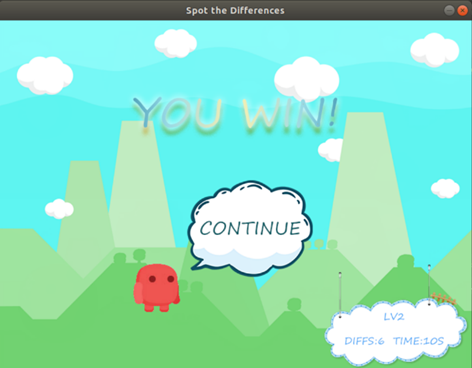 Spot the Differences
YOU WIN!
CONTINUE
LV2
DIFFS:6 TIME:105